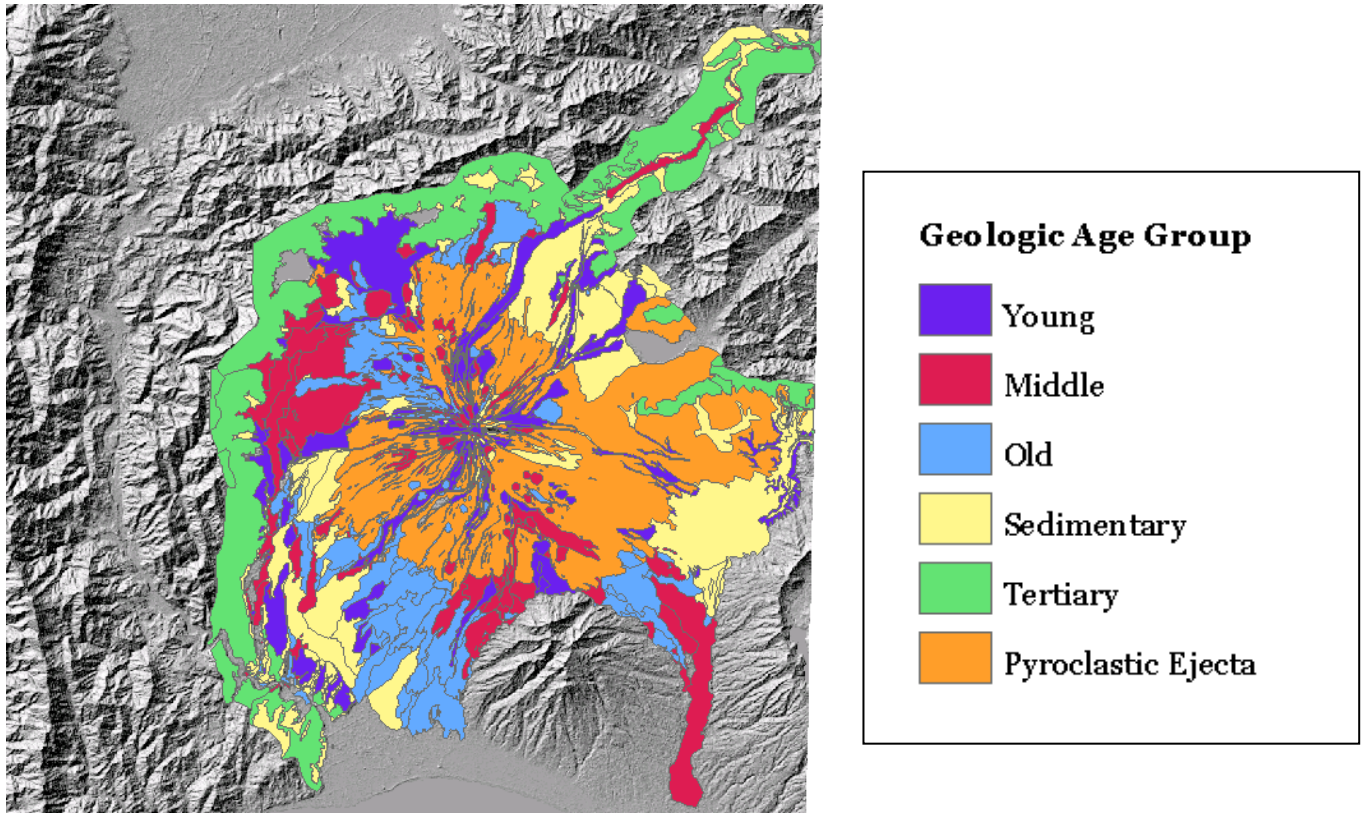 Geologic Age Group
Young
Middle
Old
Sedimentary
Tertiary
Pyroclastic Ejecta